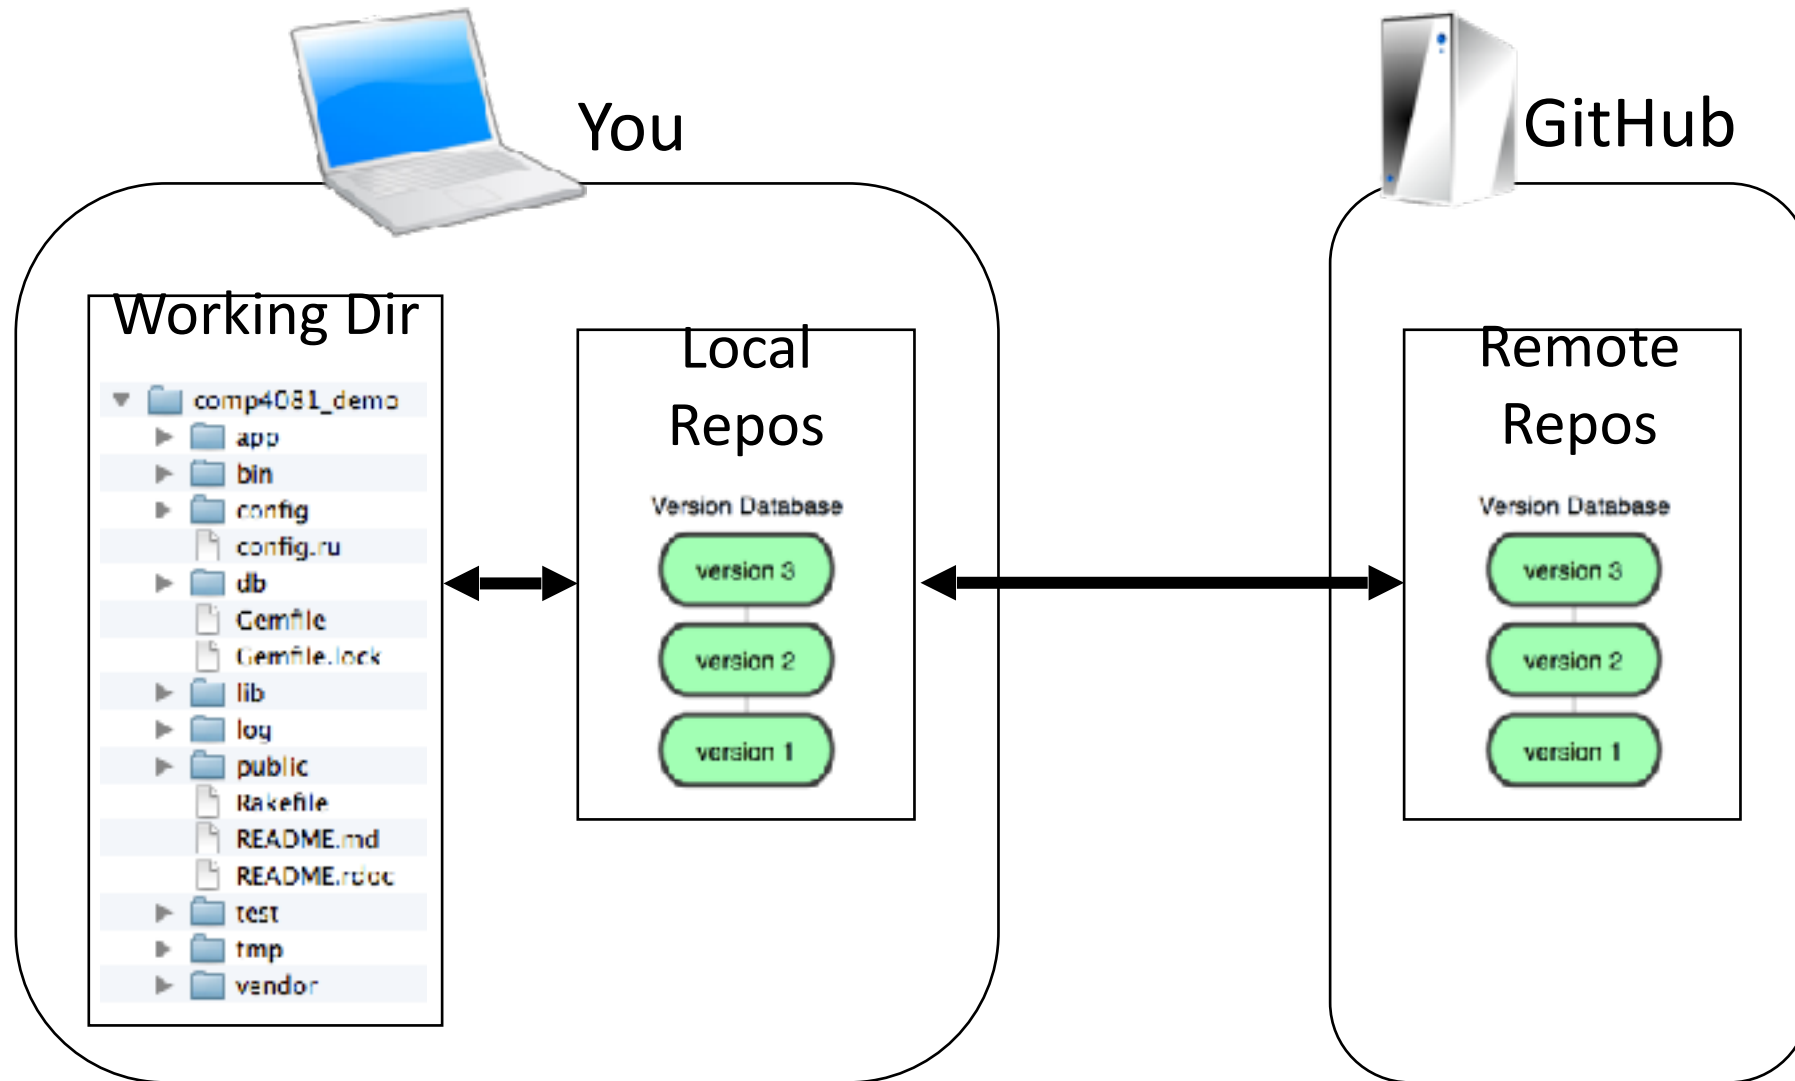 You
GitHub
Working Dir
comp4081_demo
app
bin
config
config.ru
db
Gemfile
Gemfile.lock
lib
log
public
Rakefile
README.md
README.rdoc
test
tmp
vendor
Local
Repos
Version Database
version 3
version 2
version 1
Remote
Repos
Version Database
version 3
version 2
version 1